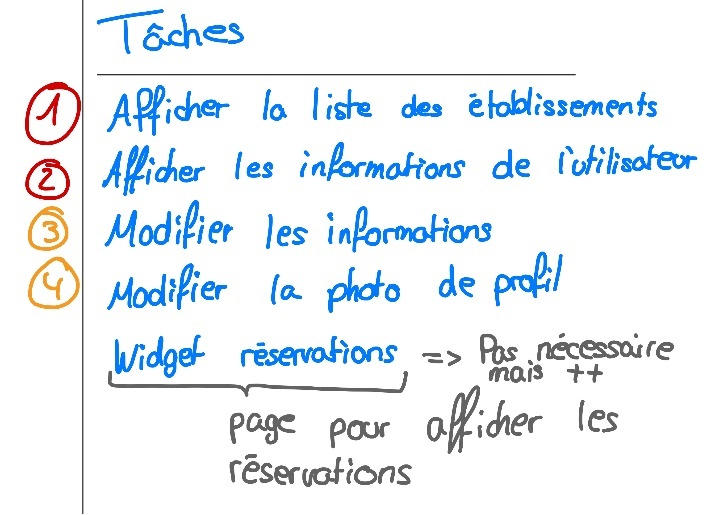 Tâches
1 Afficher la liste des établissements
2 Afficher les informations de l'utilisateur
3 Modifier les informations
4 Modifier la photo de profil
Widget réservations => Pas nécessaire
mais ++
page pour afficher les
réservations